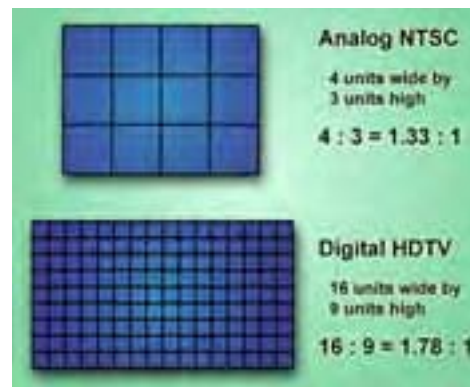 Analog NTSC
4 units wide by
3 units high
4 : 3 = 1.33 : 1
Digital HDTV
16 units wide by
9 units high
16 : 9 = 1.78 : 1